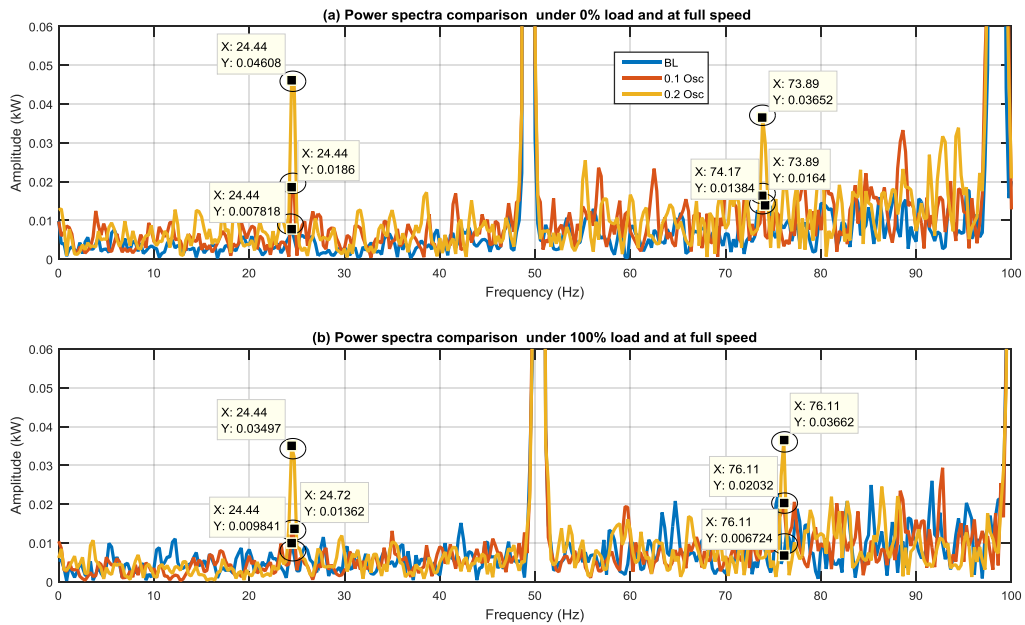 (a) Power spectra comparison under 0% load and at full speed
0.06
0.05
0.04
0.03
0.02
0.01
0
Amplitude (kW)
X: 24.44
Y: 0.04608
X: 24.44
Y: 0.0186
X: 24.44
Y: 0.007818
BL
0.1 Osc
0.2 Osc
X: 73.89
Y: 0.03652
X: 73.89
Y: 0.0164
X: 74.17
Y: 0.01384
0 10 20 30 40 50 60 70 80 90 100
Frequency (Hz)
(b) Power spectra comparison under 100% load and at full speed
0.06
0.05
0.04
0.03
0.02
0.01
0
Amplitude (kW)
X: 24.44
Y: 0.03497
X: 24.72
Y: 0.01362
X: 24.44
Y: 0.009841
X: 76.11
Y: 0.03662
X: 76.11
Y: 0.02032
X: 76.11
Y: 0.006724
0 10 20 30 40 50 60 70 80 90 100
Frequency (Hz)